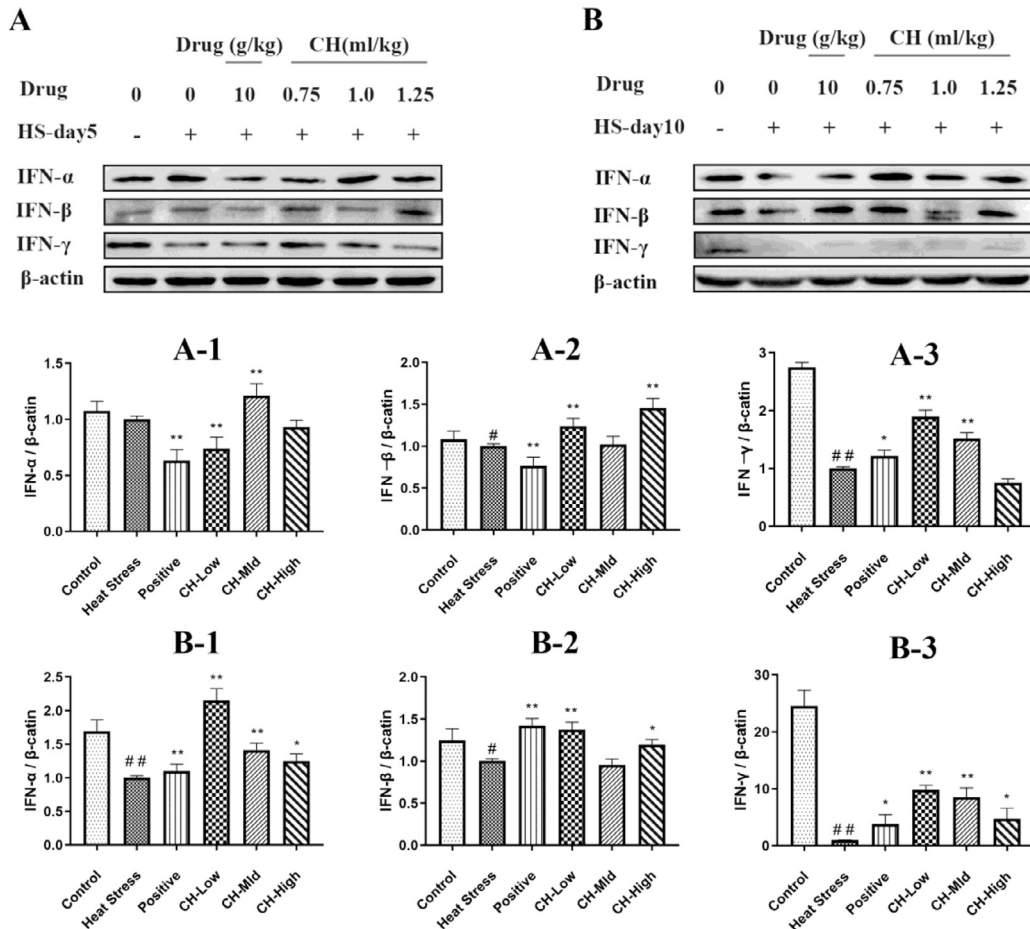 A
Drug (g/kg) CH(ml/kg)
Drug 0 0 10 0.75 1.0 1.25
HS-day5 - + + + + +
IFN-α
IFN-β
IFN-γ
β-actin
B
Drug (g/kg) CH (ml/kg)
Drug 0 0 10 0.75 1.0 1.25
HS-day10 - + + + + +
IFN-α
IFN-β
IFN-γ
β-actin
A-1
IFN-α / β-catin
1.5
1.0
0.5
0.0
** ** **
Control Heat Stress Positive CH-Low CH-MId CH-High
A-2
IFN –β / β-catin
2.0
1.5
1.0
0.5
0.0
# ** ** **
Control Heat Stress Positive CH-Low CH-MId CH-High
A-3
IFN –γ / β-catin
3
2
1
0
## * ** **
Control Heat Stress Positive CH-Low CH-MId CH-High
B-1
IFN-α / β-catin
2.5
2.0
1.5
1.0
0.5
0.0
## ** ** ** *
Control Heat Stress Positive CH-Low CH-MId CH-High
B-2
IFN-β / β-catin
2.0
1.5
1.0
0.5
0.0
# ** ** *
Control Heat Stress Positive CH-Low CH-MId CH-High
B-3
IFN-γ / β-catin
30
20
10
0
## * ** ** *
Control Heat Stress Positive CH-Low CH-MId CH-High